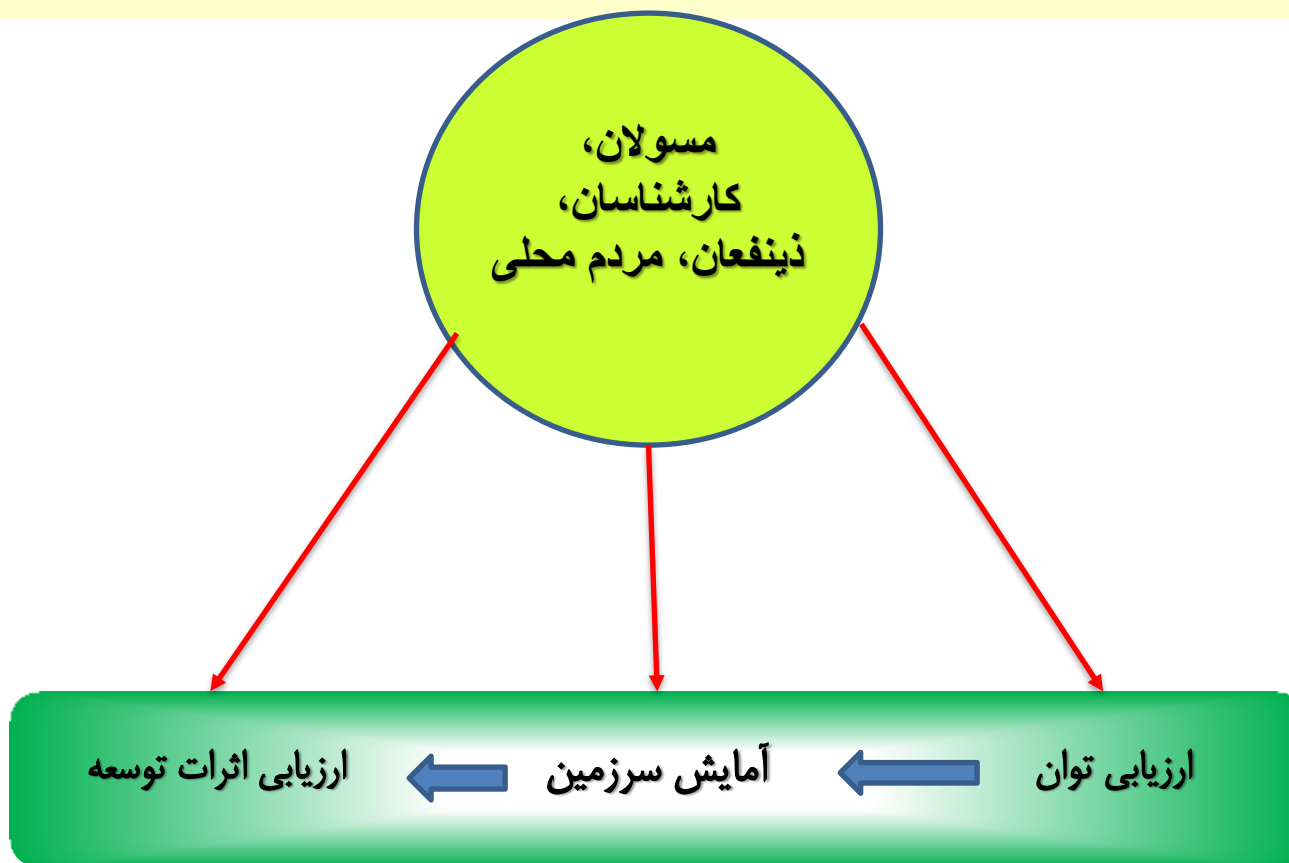 مسولان،
کارشناسان،
ذینفعان، مردم محلی
ارزیابی توان
آمایش سرزمین
ارزیابی اثرات توسعه